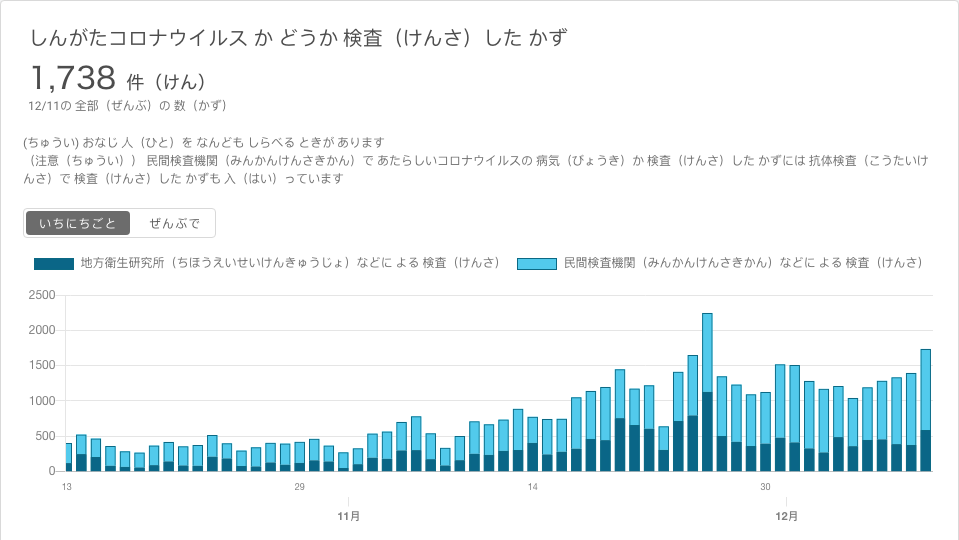 しんがたコロナウイルス か どうか 検査（けんさ）した かず
1,738 件（けん）
12/11の 全部（ぜんぶ）の 数（かず）
(ちゅうい) おなじ 人（ひと）を なんども しらべる ときが あります
（注意（ちゅうい）） 民間検査機関（みんかんけんさきかん）で あたらしいコロナウイルスの 病気（びょうき）か 検査（けんさ）した かずには 抗体検査（こうたいけ
んさ）で 検査（けんさ）した かずも 入（はい）っています
いちにちごと ぜんぶで
地方衛生研究所（ちほうえいせいけんきゅうじょ）などに よる 検査（けんさ） 民間検査機関（みんかんけんさきかん）などに よる 検査（けんさ）
2500
2000
1500
1000
500
0
13 29 14 30
11月 12月